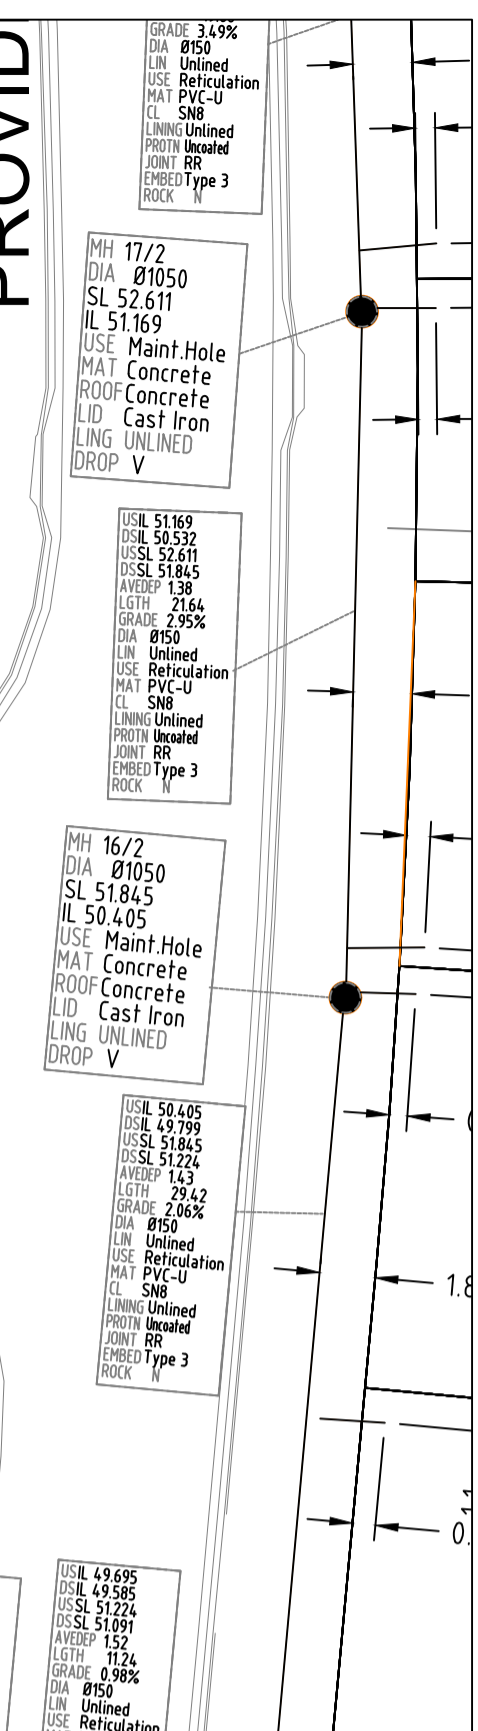 PROVID
GRADE 3.49%
DIA Ø150
LIN Unlined
USE Reticulation
MAT PVC-U
CL SN8
LINING Unlined
PROTN Uncoated
JOINT RR
EMBED Type 3
ROCK N
MH 17/2
DIA Ø1050
SL 52.611
IL 51.169
USE Maint.Hole
MAT Concrete
ROOF Concrete
LID Cast Iron
LING UNLINED
DROP V
USIL 51.169
DSIL 50.532
USSL 52.611
DSSL 51.845
AVEDEP 1.38
LGTH 21.64
GRADE 2.95%
DIA Ø150
LIN Unlined
USE Reticulation
MAT PVC-U
CL SN8
LINING Unlined
PROTN Uncoated
JOINT RR
EMBED Type 3
ROCK N
MH 16/2
DIA Ø1050
SL 51.845
IL 50.405
USE Maint.Hole
MAT Concrete
ROOF Concrete
LID Cast Iron
LING UNLINED
DROP V
USIL 50.405
DSIL 49.799
USSL 51.845
DSSL 51.224
AVEDEP 1.43
LGTH 29.42
GRADE 2.06%
DIA Ø150
LIN Unlined
USE Reticulation
MAT PVC-U
CL SN8
LINING Unlined
PROTN Uncoated
JOINT RR
EMBED Type 3
ROCK N
1.8
0.
USIL 49.695
DSIL 49.585
USSL 51.224
DSSL 51.091
AVEDEP 1.52
LGTH 11.24
GRADE 0.98%
DIA Ø150
LIN Unlined
USE Reticulation